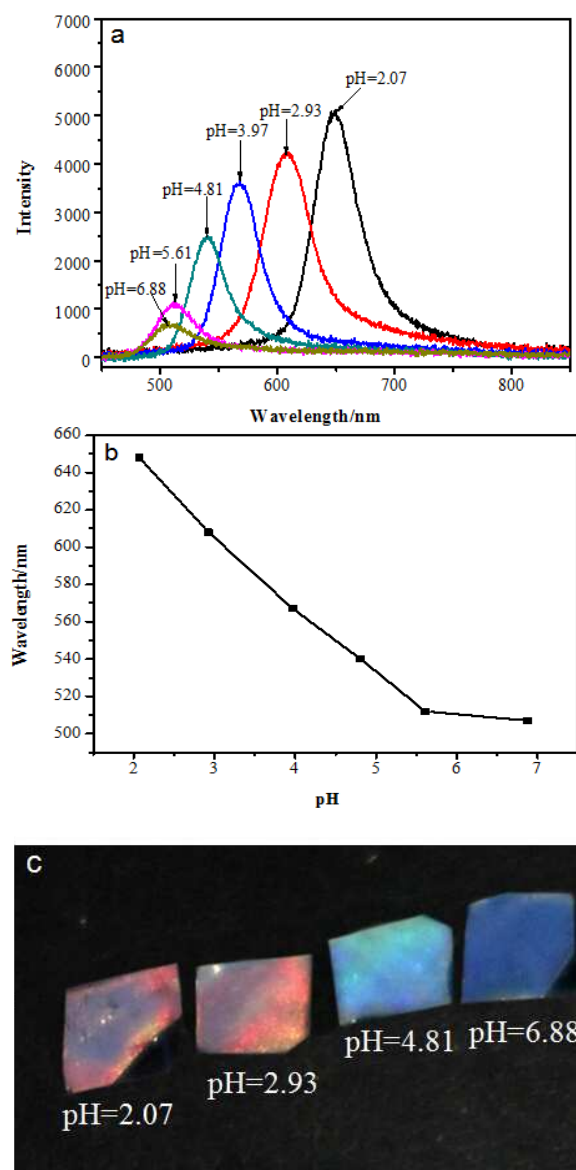 a
7000
6000
5000
4000
3000
2000
1000
0
Intensity
pH=2.07
pH=2.93
pH=3.97
pH=4.81
pH=5.61
pH=6.88
500 600 700 800
Wavelength/nm
b
660
640
620
600
580
560
540
520
500
Wavelength/nm
2 3 4 5 6 7
pH
c
pH=2.07
pH=2.93
pH=4.81
pH=6.88